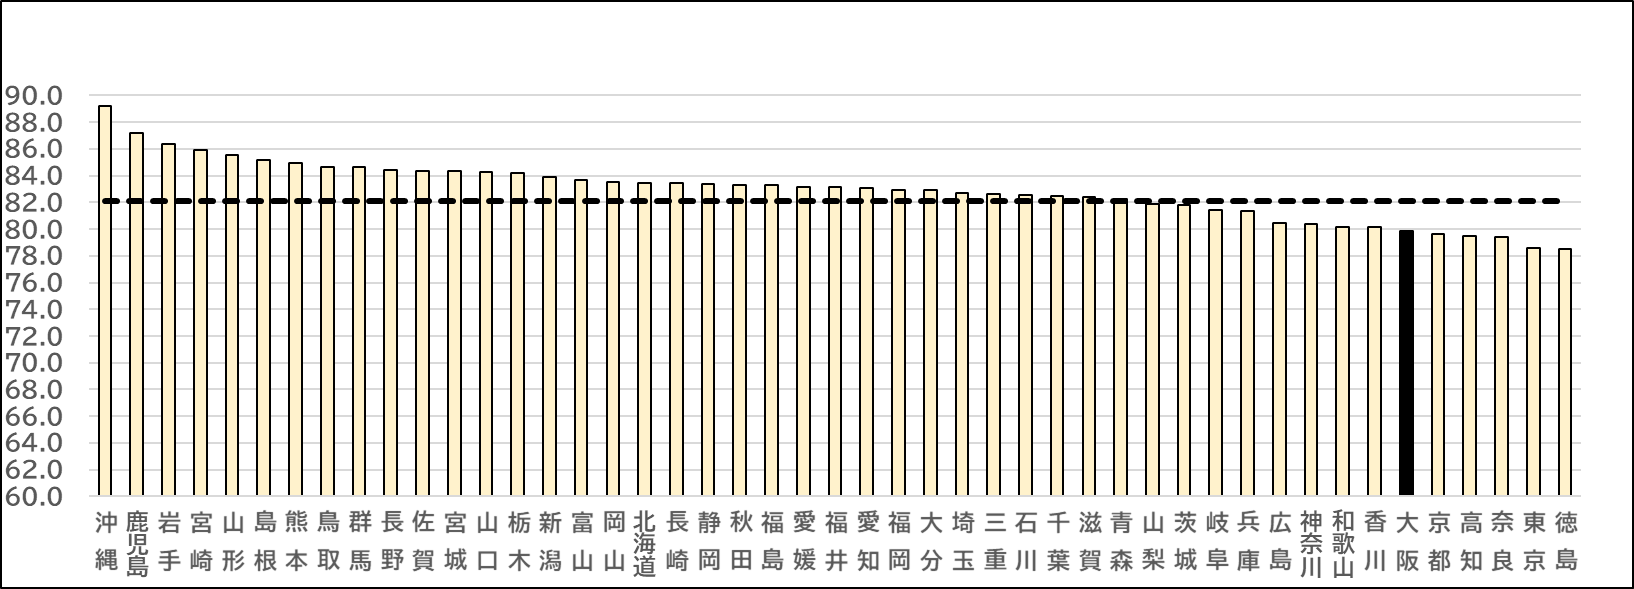 90.0
88.0
86.0
84.0
82.0
80.0
78.0
76.0
74.0
72.0
70.0
68.0
66.0
64.0
62.0
60.0
沖縄
鹿児島
岩手
宮崎
山形
島根
熊本
鳥取
群馬
長野
佐賀
宮城
山口
栃木
新潟
富山
岡山
北海道
長崎
静岡
秋田
福島
愛媛
福井
愛知
福岡
大分
埼玉
三重
石川
千葉
滋賀
青森
山梨
茨城
岐阜
兵庫
広島
神奈川
和歌山
香川
大阪
京都
高知
奈良
東京
徳島